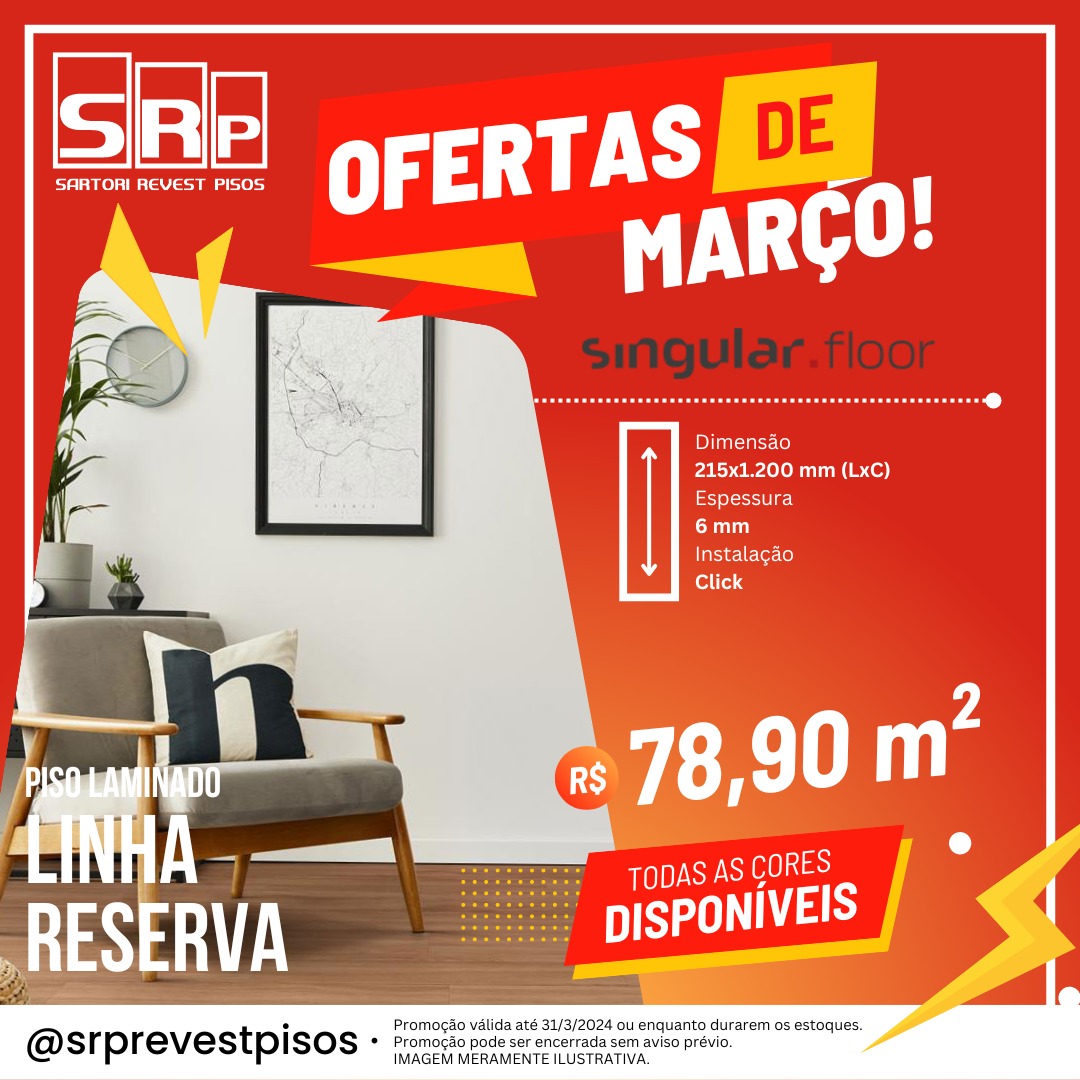 SRP
SARTORI REVEST PISOS
OFERTAS DE
MARÇO!
singular.floor
Dimensão
215x1.200 mm (LxC)
Espessura
6 mm
Instalação
Click
FIRENZE
n
R$ 78,90 m²
PISO LAMINADO
LINHA
RESERVA
TODAS AS CORES
DISPONÍVEIS
@srprevestpisos •
Promoção válida até 31/3/2024 ou enquanto durarem os estoques.
Promoção pode ser encerrada sem aviso prévio.
IMAGEM MERAMENTE ILUSTRATIVA.